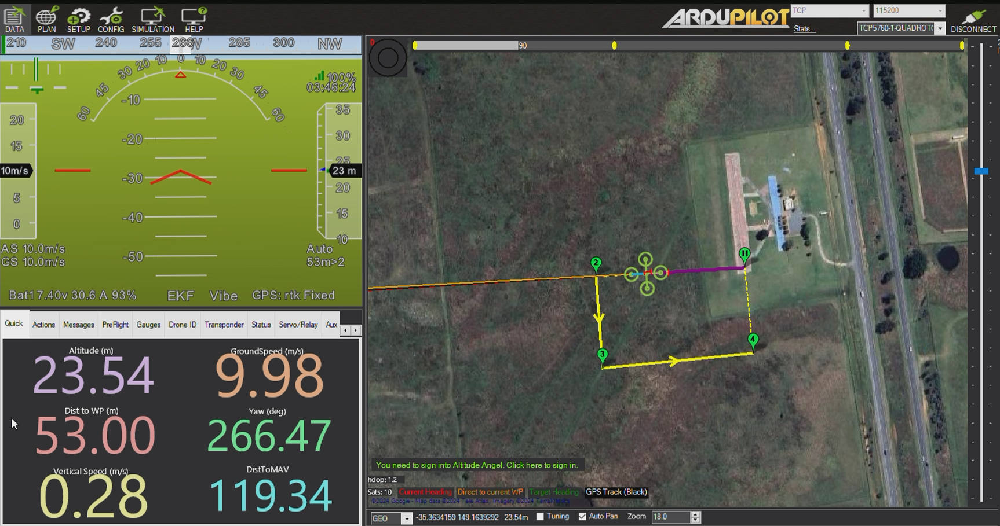 DATA PLAN SETUP CONFIG SIMULATION HELP
ARDUPILOT
TCP 115200
Stats... TCP5760-1-QUADROT DISCONNECT
210 SW 240 255 266 W 285 300 NW
0 90
60 45 30 20 10 0 10 20 30 45 60
100%
03:46:24
-10
-20
-30
-40
-50
20
15
10m/s
5
0
35
30
25
23 m
20
15
10
AS 10.0m/s Auto
GS 10.0m/s 53m>2
Bat1 7.40v 30.6 A 93% EKF Vibe GPS: rtk Fixed
Quick Actions Messages PreFlight Gauges Drone ID Transponder Status Servo/Relay Aux
Altitude (m) GroundSpeed (m/s)
23.54 9.98
Dist to WP (m) Yaw (deg)
53.00 266.47
Vertical Speed (m/s) DistToMAV
0.28 119.34
H
2
4
3
You need to sign into Altitude Angel. Click here to sign in.
hdop: 1.2
Sats: 10 Current Heading Direct to current WP Target Heading GPS Track (Black)
©2024 Google - Map data ©2024 Tele Atlas, Imagery ©2024 TerraMetrics
GEO -35.3634159 149.1639292 23.54m Tuning Auto Pan Zoom 18.0